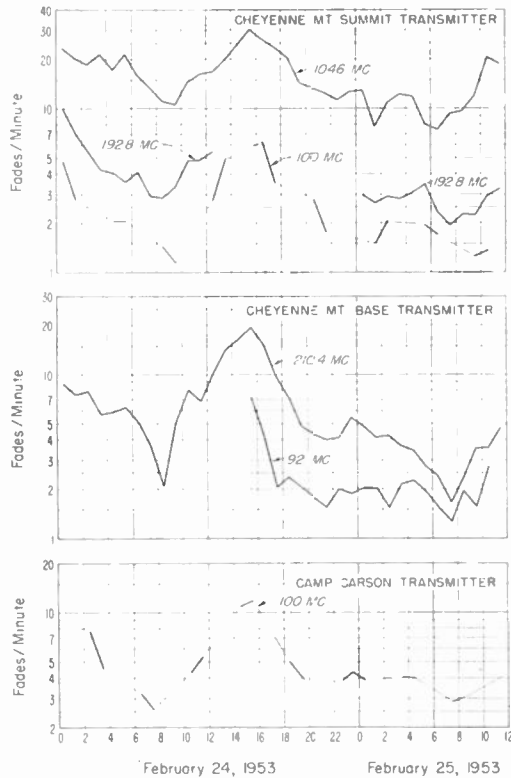 CHEYENNE MT SUMMIT TRANSMITTER
40
30
20
10
7
5
4
3
2
1
Fades/Minute
1046 MC
192.8 MC
100 MC
192.8 MC
CHEYENNE MT BASE TRANSMITTER
30
20
10
7
5
4
3
2
1
Fades/Minute
210.4 MC
92 MC
CAMP CARSON TRANSMITTER
20
10
7
5
4
3
2
Fades/Minute
100 MC
0 2 4 6 8 10 12 14 16 18 20 22 0 2 4 6 8 10 12
February 24, 1953 February 25, 1953